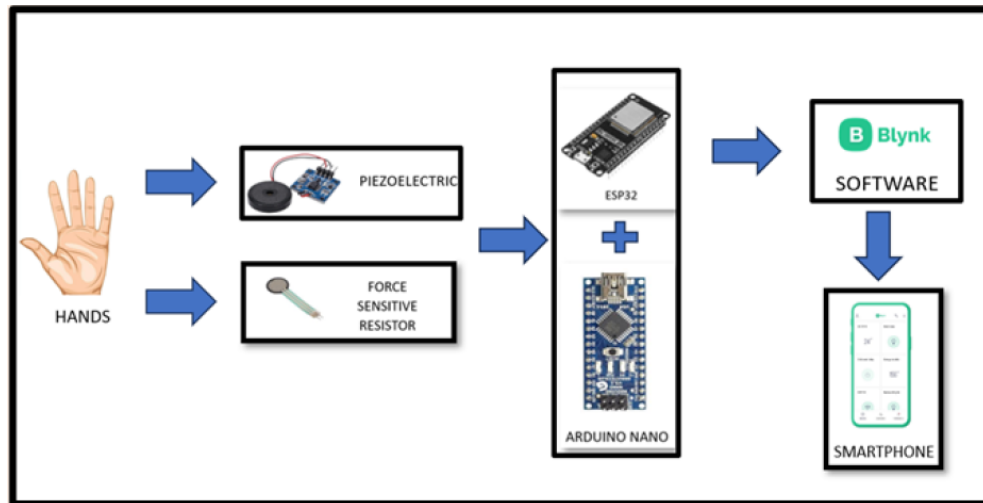 HANDS
PIEZOELECTRIC
FORCE
SENSITIVE
RESISTOR
ESP32
ARDUINO NANO
B Blynk
SOFTWARE
SMARTPHONE